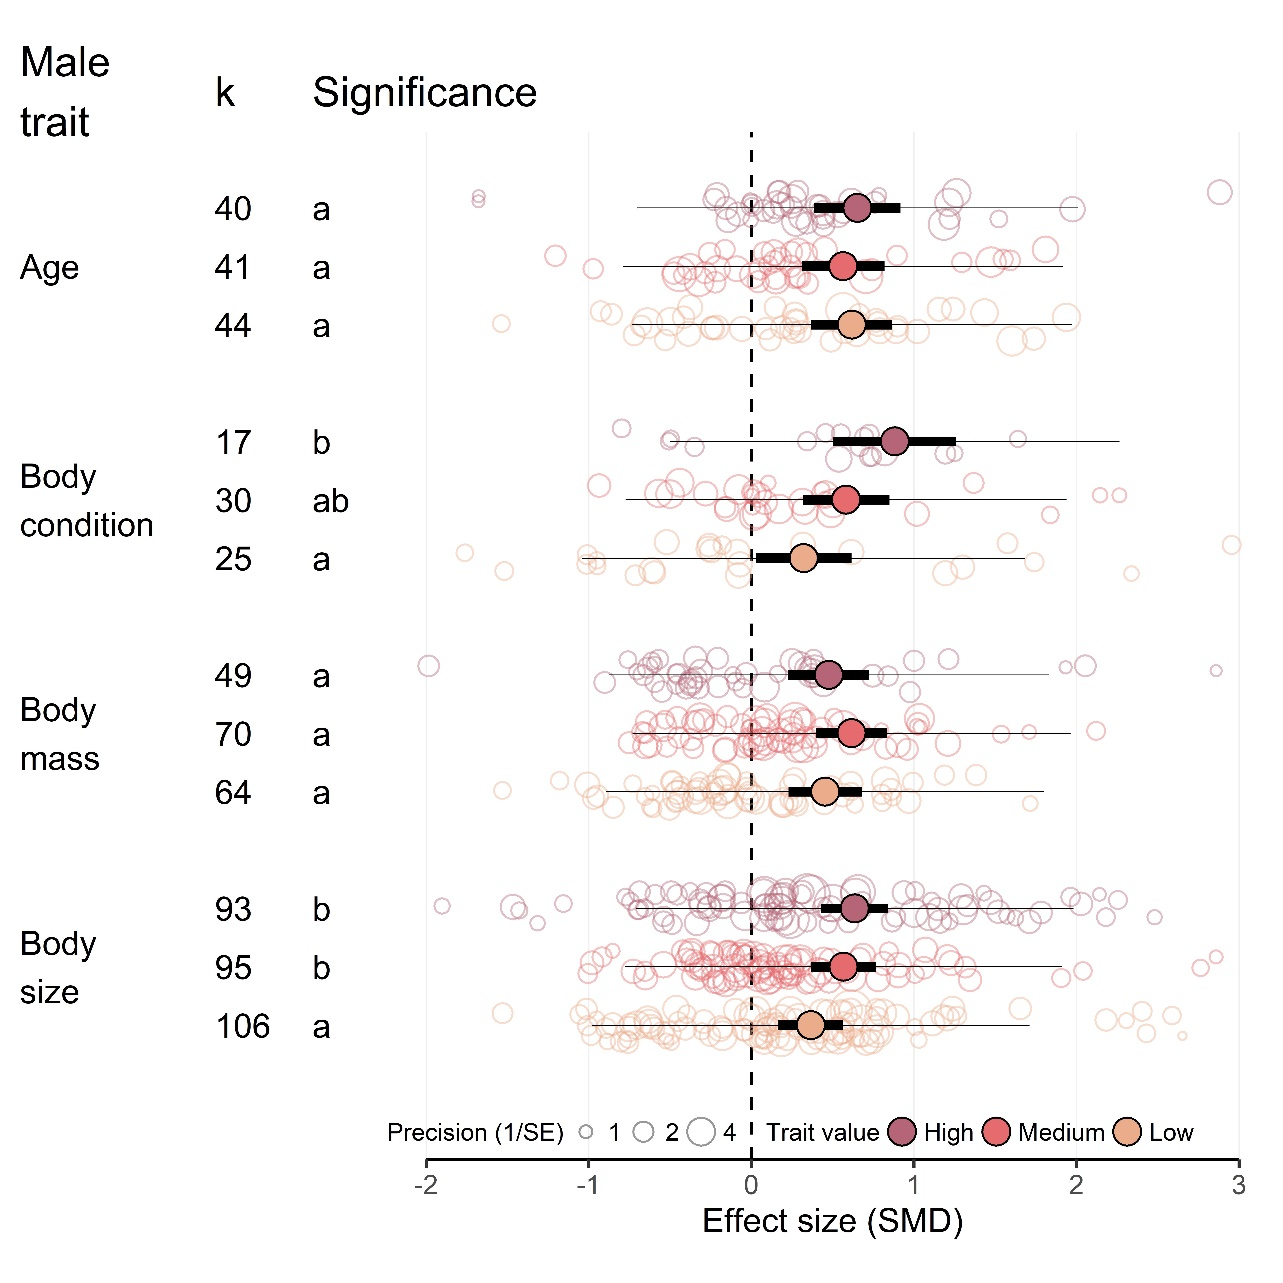 Male
trait
k
Significance
40 a
Age 41 a
44 a
17 b
Body
condition
30 ab
25 a
49 a
Body
mass
70 a
64 a
93 b
Body
size
95 b
106 a
Precision (1/SE) 1 2 4 Trait value High Medium Low
-2 -1 0 1 2 3
Effect size (SMD)